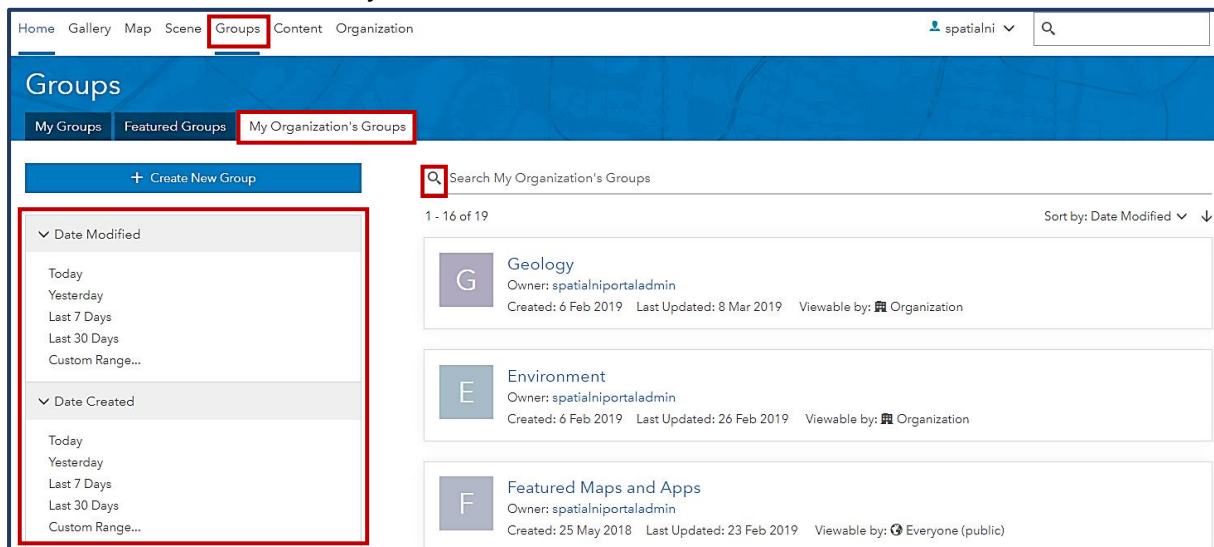 Home Gallery Map Scene Groups Content Organization spatialni
Groups
My Groups Featured Groups My Organization's Groups
+ Create New Group
Search My Organization's Groups
1 - 16 of 19 Sort by: Date Modified
Date Modified
Today
Yesterday
Last 7 Days
Last 30 Days
Custom Range...
Date Created
Today
Yesterday
Last 7 Days
Last 30 Days
Custom Range...
G
Geology
Owner: spatialniportaladmin
Created: 6 Feb 2019 Last Updated: 8 Mar 2019 Viewable by: Organization
E
Environment
Owner: spatialniportaladmin
Created: 6 Feb 2019 Last Updated: 26 Feb 2019 Viewable by: Organization
F
Featured Maps and Apps
Owner: spatialniportaladmin
Created: 25 May 2018 Last Updated: 23 Feb 2019 Viewable by: Everyone (public)